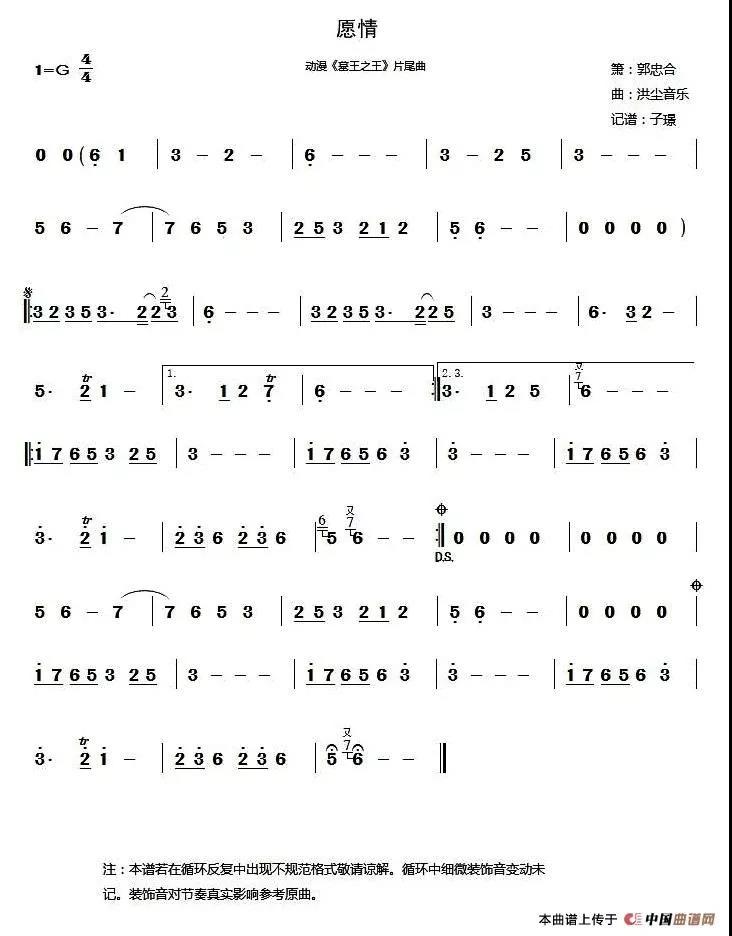 愿情
1=G 4/4
动漫《墓王之王》片尾曲
箫：郭忠合
曲：洪尘音乐
记谱：子璟
0 0 ( 6 1 | 3 – 2 – | 6 – – – | 3 – 2 5 | 3 – – – |
5 6 – 7 | 7 6 5 3 | 2 5 3 2 1 2 | 5 6 – – | 0 0 0 0 )
3 2 3 5 3· 2 2 3 2 | 6 – – – | 3 2 3 5 3· 2 2 5 | 3 – – – | 6· 3 2 – |
5· tr 2 1 – | 1. 3· 1 2 tr 7 | 6 – – – :| 2.3. 3· 1 2 5 | 又 7 6 – – – |
|: 1 7 6 5 3 2 5 | 3 – – – | 1 7 6 5 6 3 | 3 – – – | 1 7 6 5 6 3 |
3· tr 2 1 – | 2 3 6 2 3 6 | 6 5 又 7 6 – – :| 0 0 0 0 | 0 0 0 0 |
D.S.
5 6 – 7 | 7 6 5 3 | 2 5 3 2 1 2 | 5 6 – – | 0 0 0 0 |
1 7 6 5 3 2 5 | 3 – – – | 1 7 6 5 6 3 | 3 – – – | 1 7 6 5 6 3 |
3· tr 2 1 – | 2 3 6 2 3 6 | 5 又 7 6 – – ||
注：本谱若在循环反复中出现不规范格式敬请谅解。循环中细微装饰音变动未
记。装饰音对节奏真实影响参考原曲。
本曲谱上传于 中国曲谱网